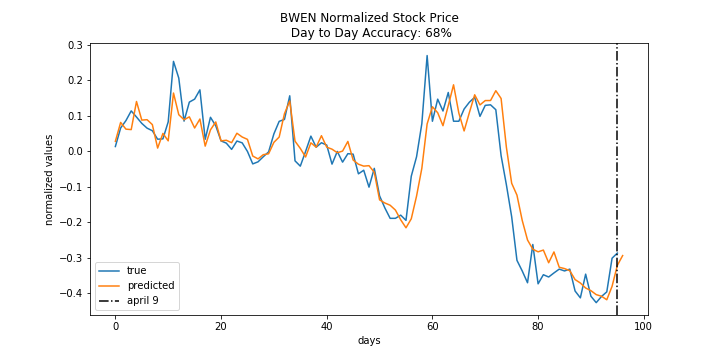 BWEN Normalized Stock Price
Day to Day Accuracy: 68%
normalized values
0.3
0.2
0.1
0.0
−0.1
−0.2
−0.3
−0.4
true
predicted
april 9
0 20 40 60 80 100
days